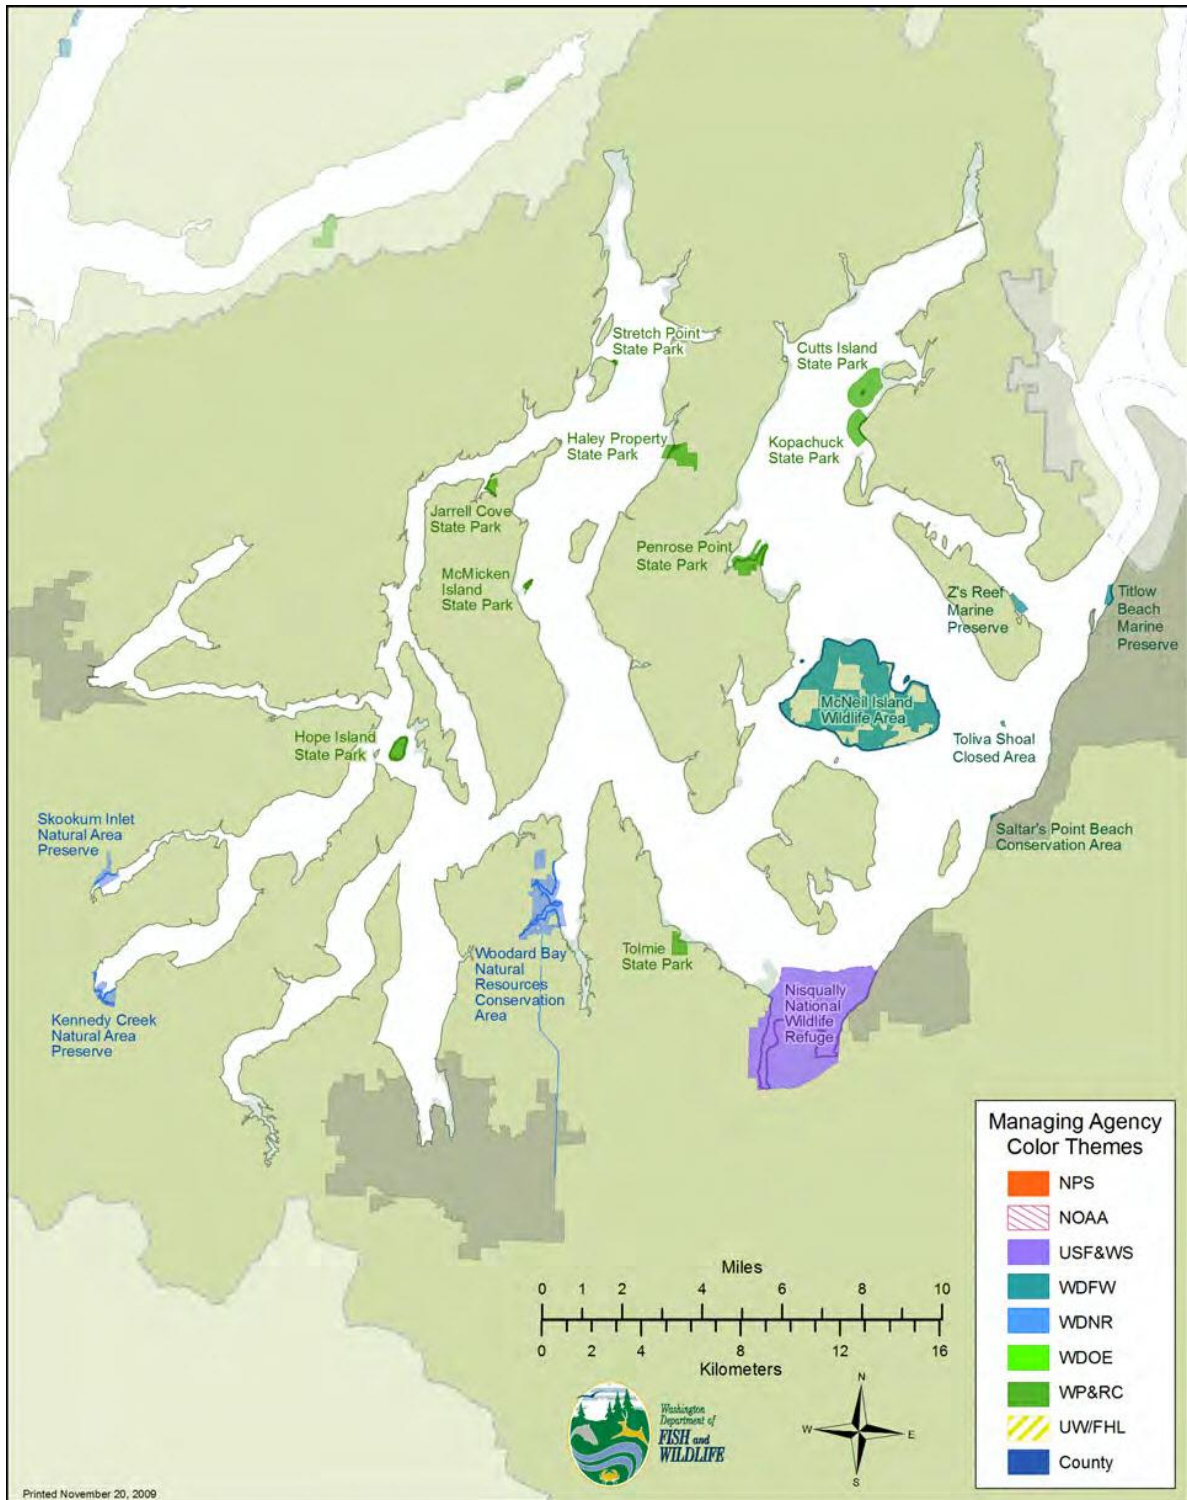 Stretch Point
State Park
Cutts Island
State Park
Haley Property
State Park
Kopachuck
State Park
Jarrell Cove
State Park
Penrose Point
State Park
McMicken
Island
State Park
Z's Reef
Marine
Preserve
Titlow
Beach
Marine
Preserve
McNeil Island
Wildlife Area
Hope Island
State Park
Toliva Shoal
Closed Area
Skookum Inlet
Natural Area
Preserve
Saltar's Point Beach
Conservation Area
Woodard Bay
Natural
Resources
Conservation
Area
Tolmie
State Park
Nisqually
National
Wildlife
Refuge
Kennedy Creek
Natural Area
Preserve
Managing Agency
Color Themes
NPS
NOAA
USF&WS
WDFW
WDNR
WDOE
WP&RC
UW/FHL
County
Miles
0 1 2 4 6 8 10
0 2 4 8 12 16
Kilometers
Washington
Department of
FISH and
WILDLIFE
N
W E
S
Printed November 20, 2009